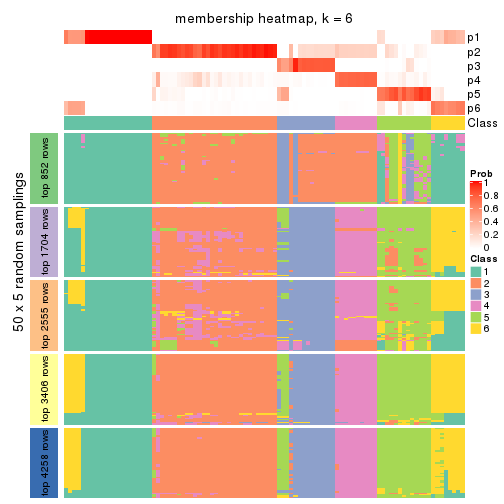 membership heatmap, k = 6
p1
p2
p3
p4
p5
p6
Class
50 x 5 random samplings
top 852 rows
top 1704 rows
top 2555 rows
top 3406 rows
top 4258 rows
Prob
1
0.8
0.6
0.4
0.2
0
Class
1
2
3
4
5
6